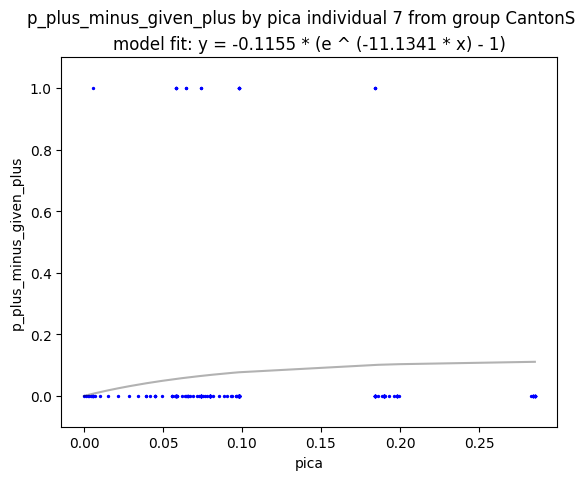 p_plus_minus_given_plus by pica individual 7 from group CantonS
model fit: y = -0.1155 * (e ^ (-11.1341 * x) - 1)
1.0
0.8
0.6
0.4
0.2
0.0
p_plus_minus_given_plus
0.00 0.05 0.10 0.15 0.20 0.25
pica